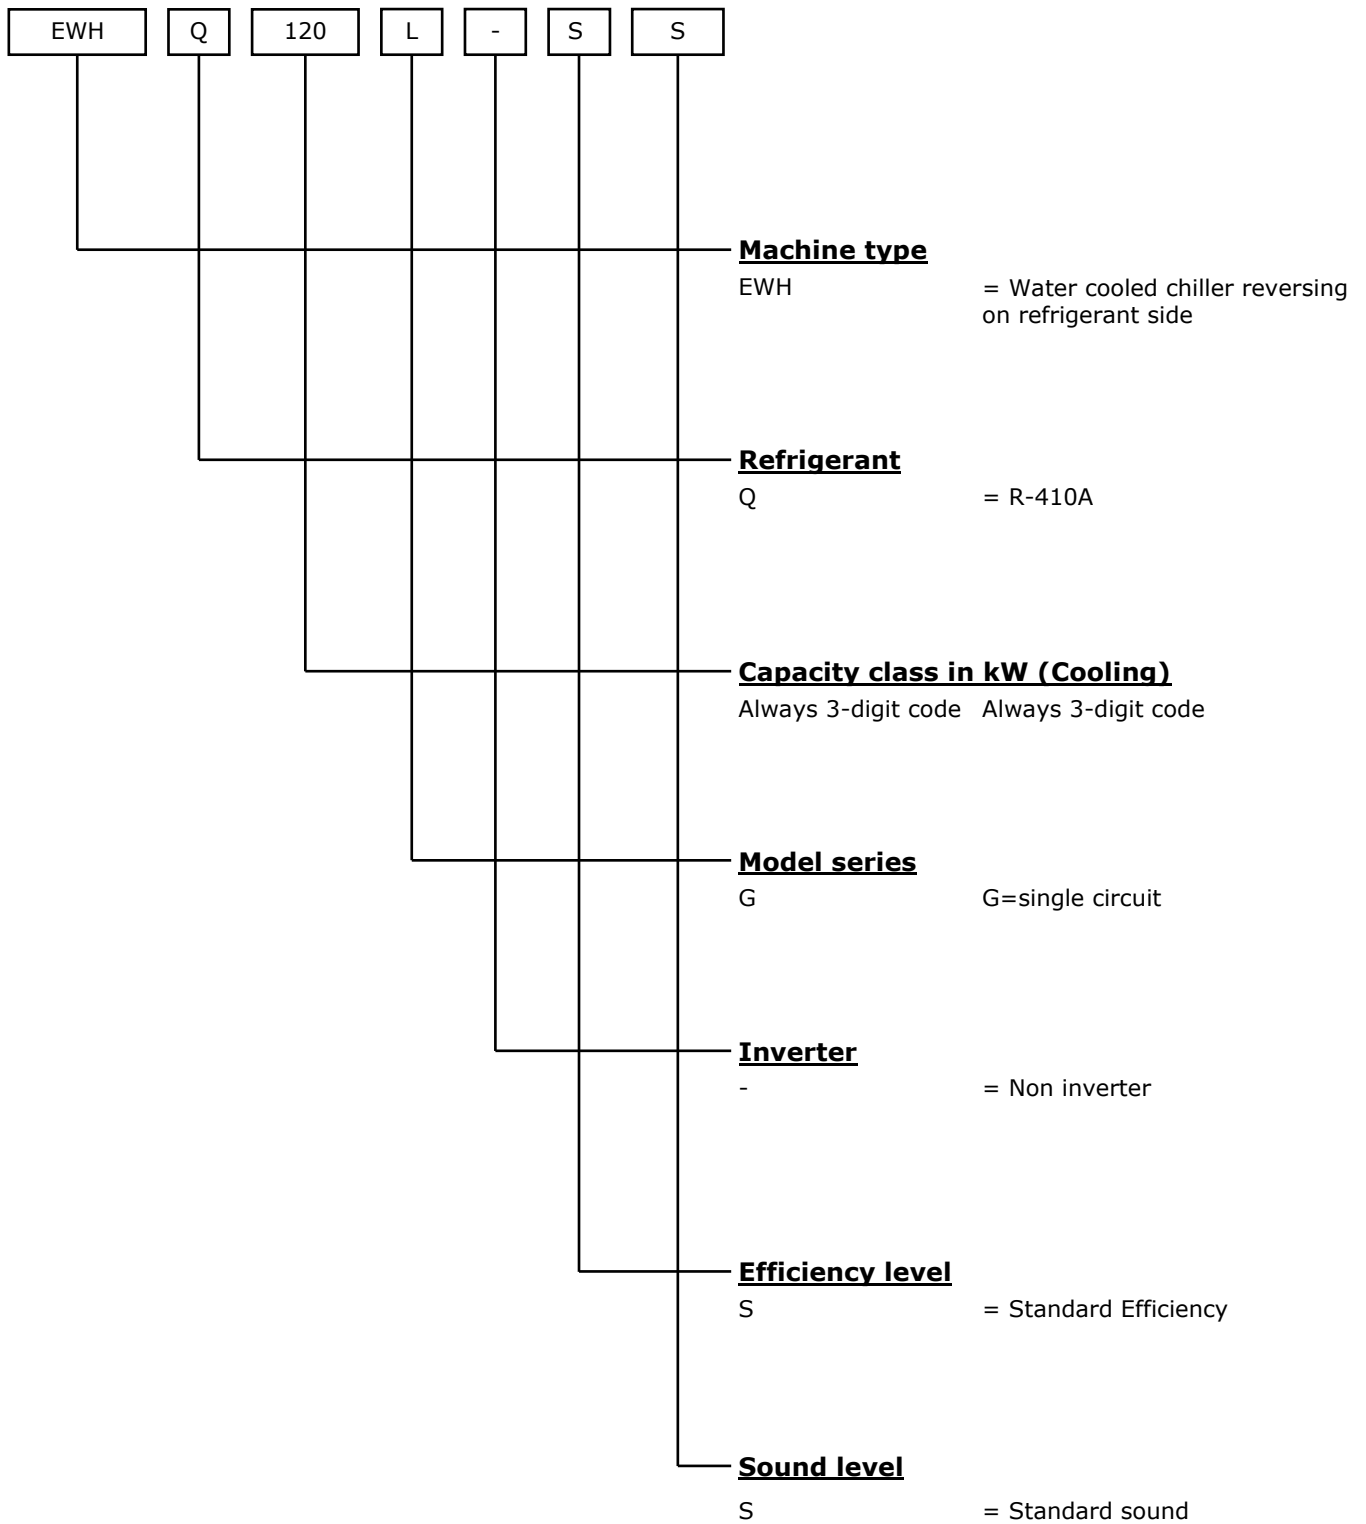 EWH Q 120 L - S S
Machine type
EWH = Water cooled chiller reversing
on refrigerant side
Refrigerant
Q = R-410A
Capacity class in kW (Cooling)
Always 3-digit code Always 3-digit code
Model series
G G=single circuit
Inverter
- = Non inverter
Efficiency level
S = Standard Efficiency
Sound level
S = Standard sound